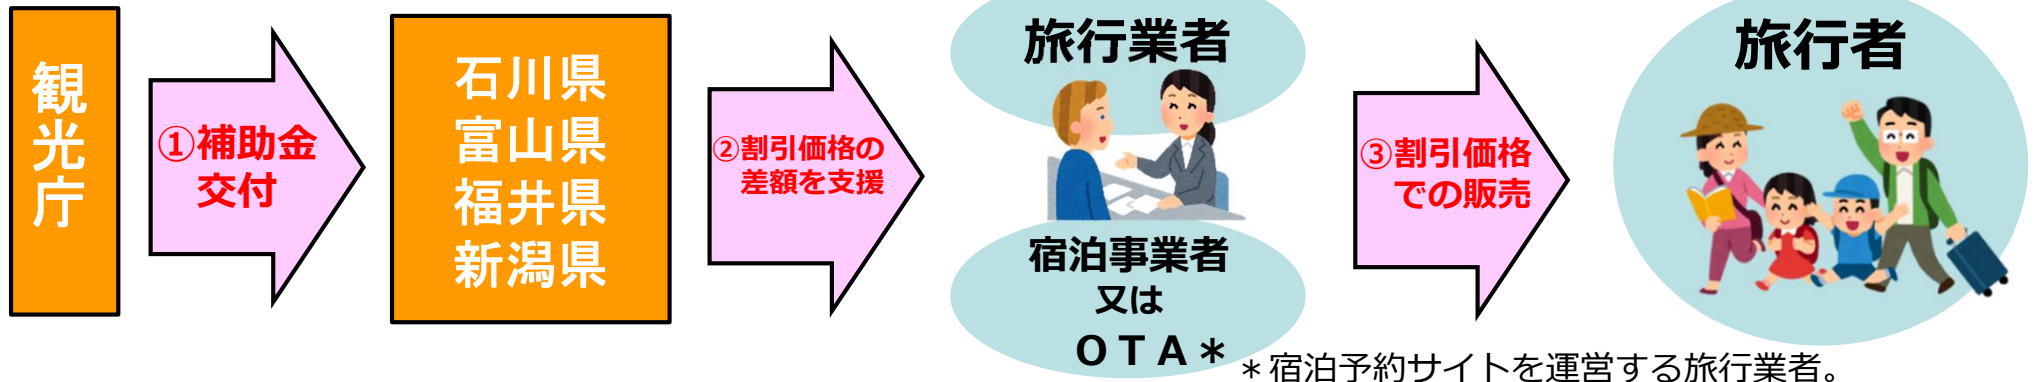 観光庁
①補助金
交付
石川県
富山県
福井県
新潟県
②割引価格の
差額を支援
旅行業者
宿泊事業者
又は
ＯＴＡ＊
③割引価格
での販売
旅行者
＊宿泊予約サイトを運営する旅行業者。